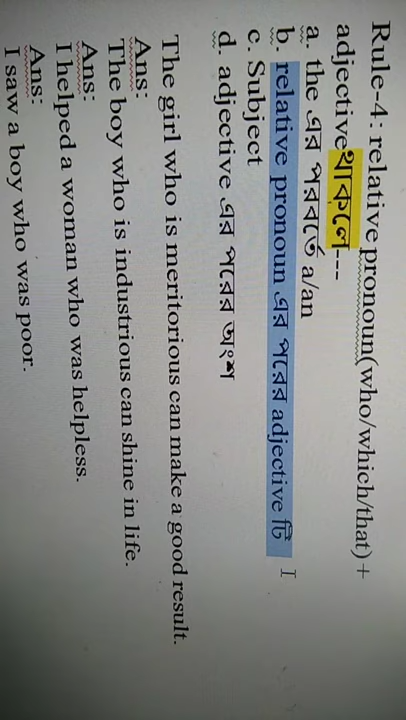 Rule-4: relative pronoun(who/which/that) +
adjectiveথাকলে---
a. the এর পরবর্তে a/an
b. relative pronoun এর পরের adjective টি
c. Subject
d. adjective এর পরের অংশ
The girl who is meritorious can make a good result.
Ans:
The boy who is industrious can shine in life.
Ans:
I helped a woman who was helpless.
Ans:
I saw a boy who was poor.